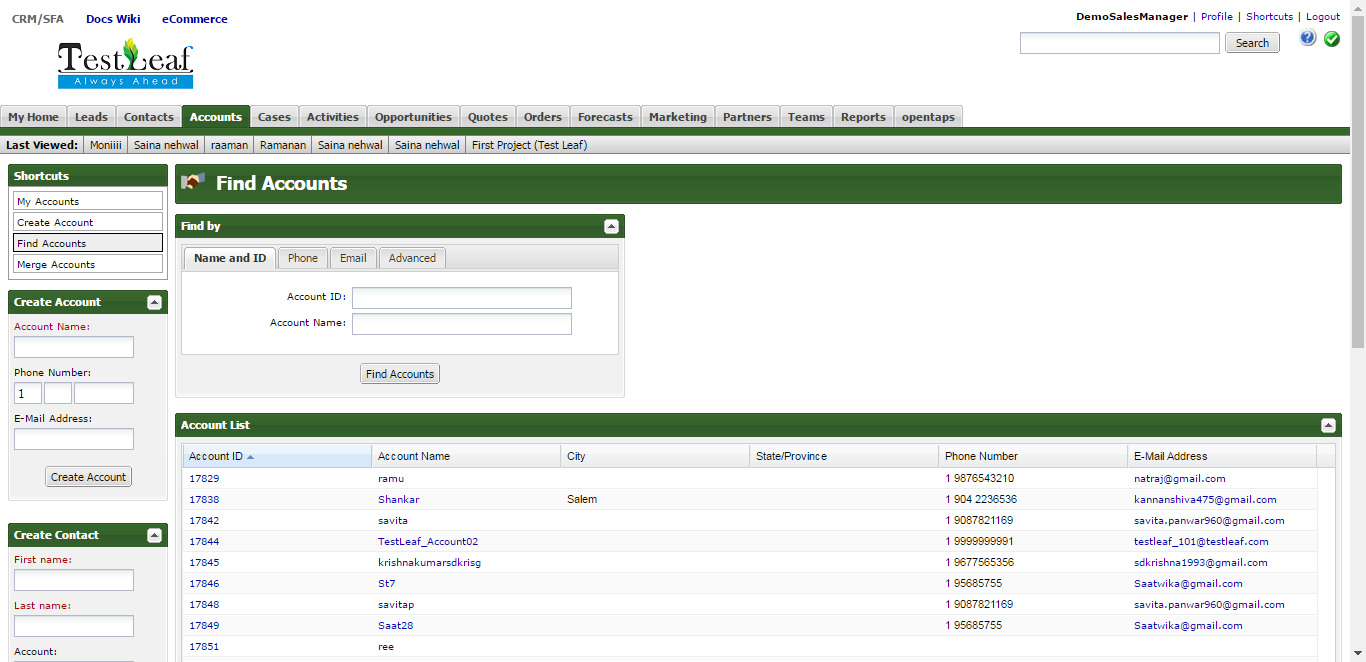 CRM/SFA Docs Wiki eCommerce
DemoSalesManager | Profile | Shortcuts | Logout
Search
TestLeaf
Always Ahead
My Home Leads Contacts Accounts Cases Activities Opportunities Quotes Orders Forecasts Marketing Partners Teams Reports opentaps
Last Viewed: Moniiii Saina nehwal raaman Ramanan Saina nehwal Saina nehwal First Project (Test Leaf)
Shortcuts
My Accounts
Create Account
Find Accounts
Merge Accounts
Create Account
Account Name:
Phone Number:
1
E-Mail Address:
Create Account
Create Contact
First name:
Last name:
Account:
Find Accounts
Find by
Name and ID Phone Email Advanced
Account ID:
Account Name:
Find Accounts
Account List
Account ID Account Name City State/Province Phone Number E-Mail Address
17829 ramu 1 9876543210 natraj@gmail.com
17838 Shankar Salem 1 904 2236536 kannanshiva475@gmail.com
17842 savita 1 9087821169 savita.panwar960@gmail.com
17844 TestLeaf_Account02 1 9999999991 testleaf_101@testleaf.com
17845 krishnakumarsdkrisg 1 9677565356 sdkrishna1993@gmail.com
17846 St7 1 95685755 Saatwika@gmail.com
17848 savitap 1 9087821169 savita.panwar960@gmail.com
17849 Saat28 1 95685755 Saatwika@gmail.com
17851 ree